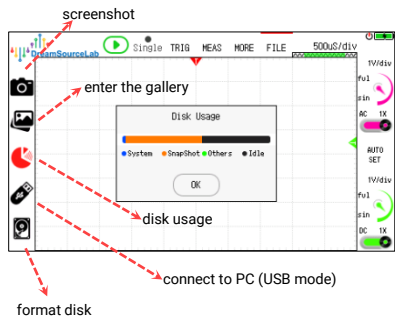 screenshot
DreamSourceLab
Single TRIG MEAS MORE FILE 500uS/div
1V/div
ful
sin
AC 1X
enter the gallery
Disk Usage
System SnapShot Others Idle
OK
AUTO
SET
1V/div
ful
sin
DC 1X
disk usage
connect to PC (USB mode)
format disk